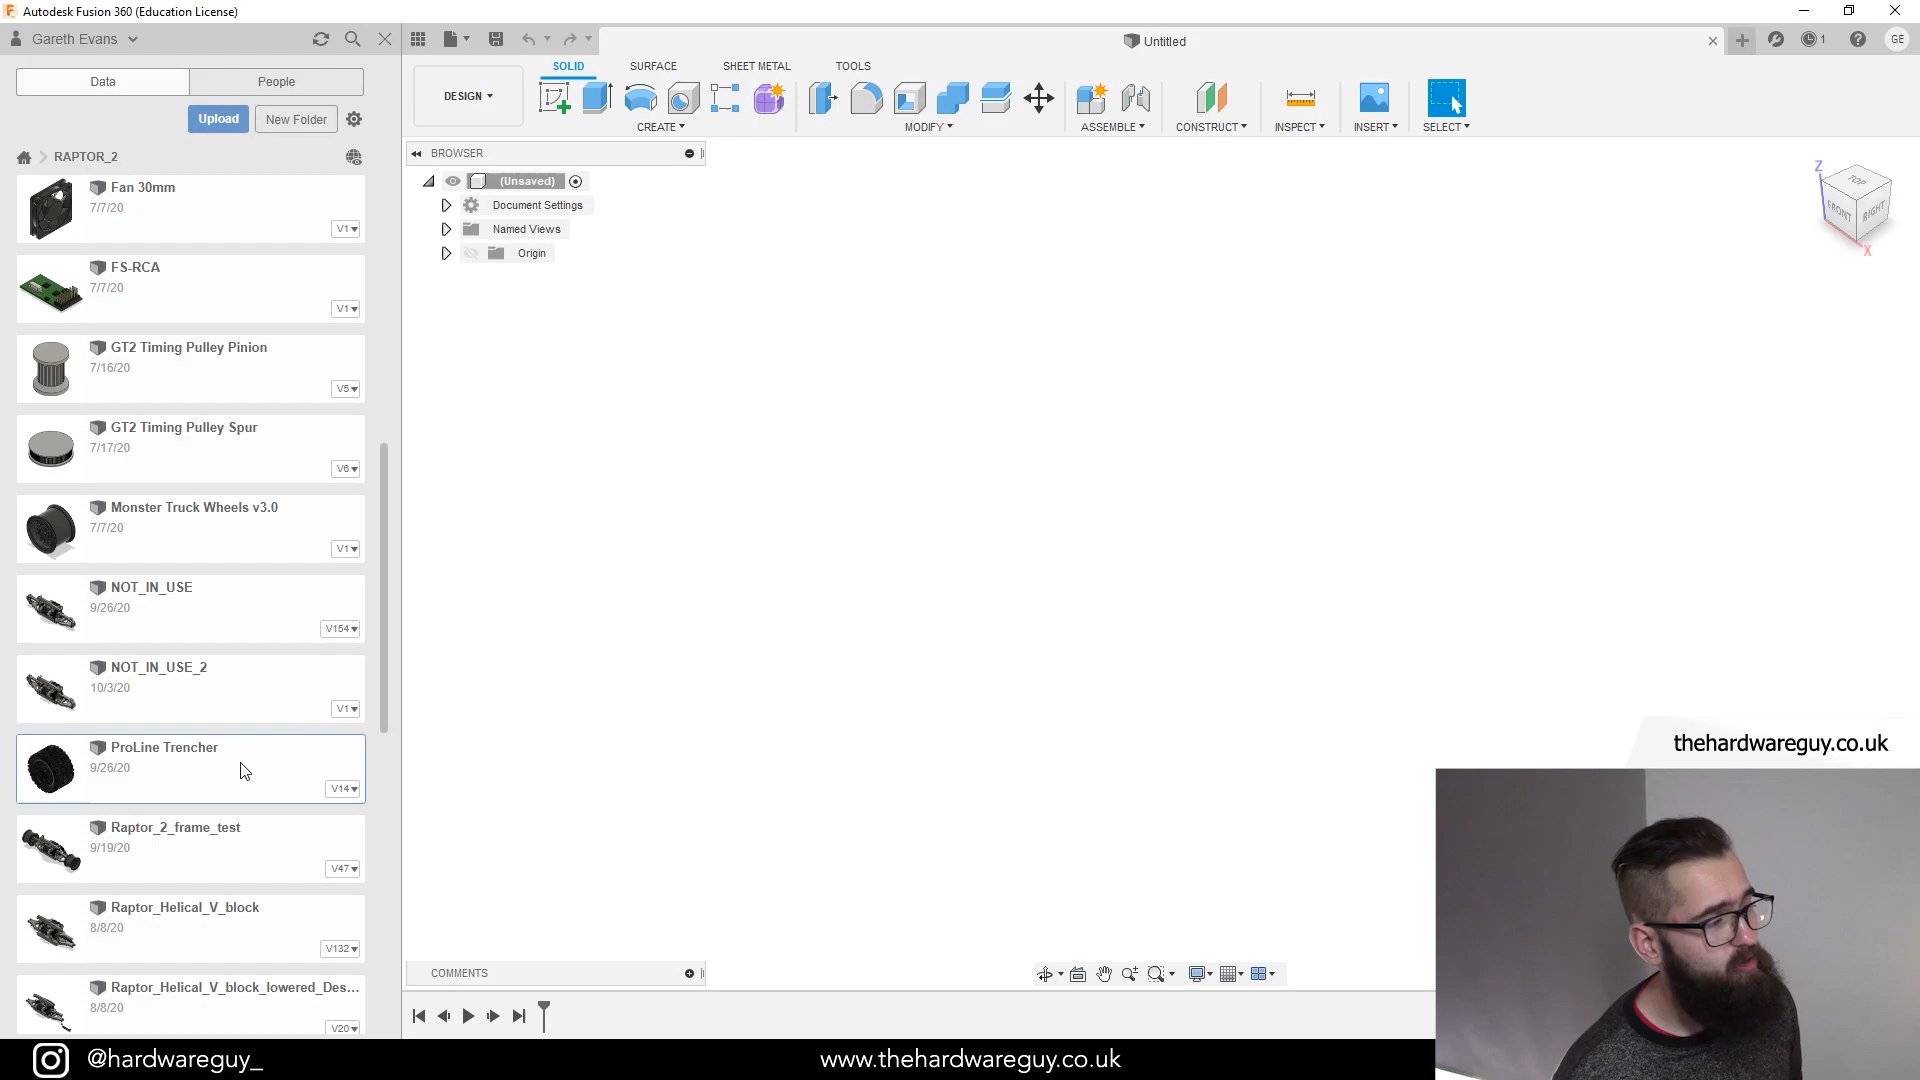 Autodesk Fusion 360 (Education License)
Gareth Evans
Untitled
1
GE
Data
People
Upload
New Folder
RAPTOR_2
Fan 30mm
7/7/20
V1
FS-RCA
7/7/20
V1
GT2 Timing Pulley Pinion
7/16/20
V5
GT2 Timing Pulley Spur
7/17/20
V6
Monster Truck Wheels v3.0
7/7/20
V1
NOT_IN_USE
9/26/20
V154
NOT_IN_USE_2
10/3/20
V1
ProLine Trencher
9/26/20
V14
Raptor_2_frame_test
9/19/20
V47
Raptor_Helical_V_block
8/8/20
V132
Raptor_Helical_V_block_lowered_Des...
8/8/20
V20
SOLID
SURFACE
SHEET METAL
TOOLS
DESIGN
CREATE
MODIFY
ASSEMBLE
CONSTRUCT
INSPECT
INSERT
SELECT
BROWSER
(Unsaved)
Document Settings
Named Views
Origin
Z
TOP
FRONT
RIGHT
X
COMMENTS
thehardwareguy.co.uk
@hardwareguy_
www.thehardwareguy.co.uk